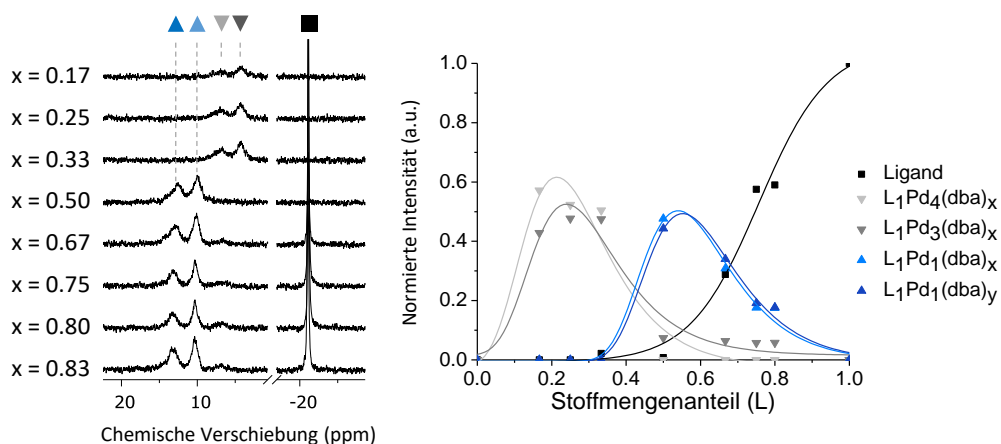 x = 0.17
x = 0.25
x = 0.33
x = 0.50
x = 0.67
x = 0.75
x = 0.80
x = 0.83
20
10
-20
Chemische Verschiebung (ppm)
Normierte Intensität (a.u.)
1.0
0.8
0.6
0.4
0.2
0.0
0.0
0.2
0.4
0.6
0.8
1.0
Stoffmengenanteil (L)
Ligand
L₁Pd₄(dba)ₓ
L₁Pd₃(dba)ₓ
L₁Pd₁(dba)ₓ
L₁Pd₁(dba)y